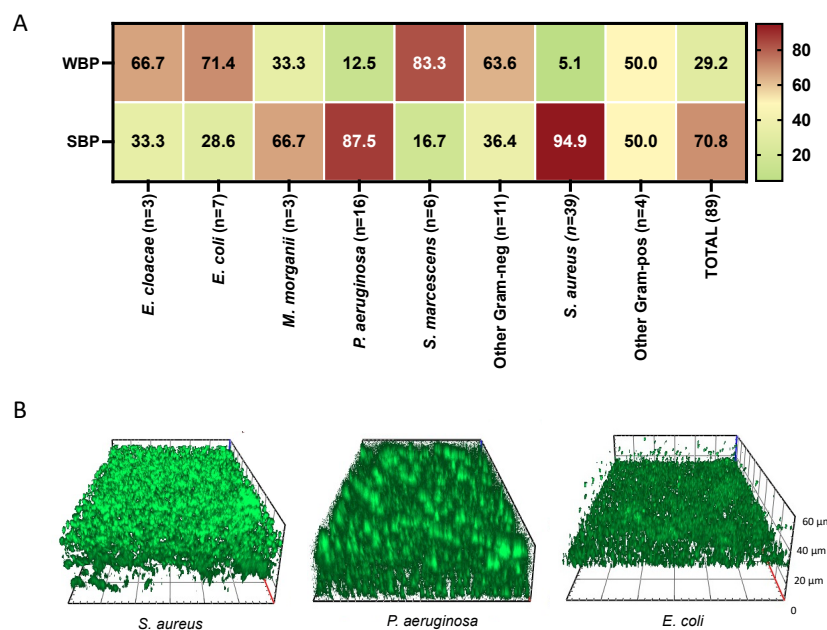 A
WBP 66.7 71.4 33.3 12.5 83.3 63.6 5.1 50.0 29.2
SBP 33.3 28.6 66.7 87.5 16.7 36.4 94.9 50.0 70.8
80
60
40
20
E. cloacae (n=3)
E. coli (n=7)
M. morganii (n=3)
P. aeruginosa (n=16)
S. marcescens (n=6)
Other Gram-neg (n=11)
S. aureus (n=39)
Other Gram-pos (n=4)
TOTAL (89)
B
60 µm
40 µm
20 µm
0
S. aureus
P. aeruginosa
E. coli